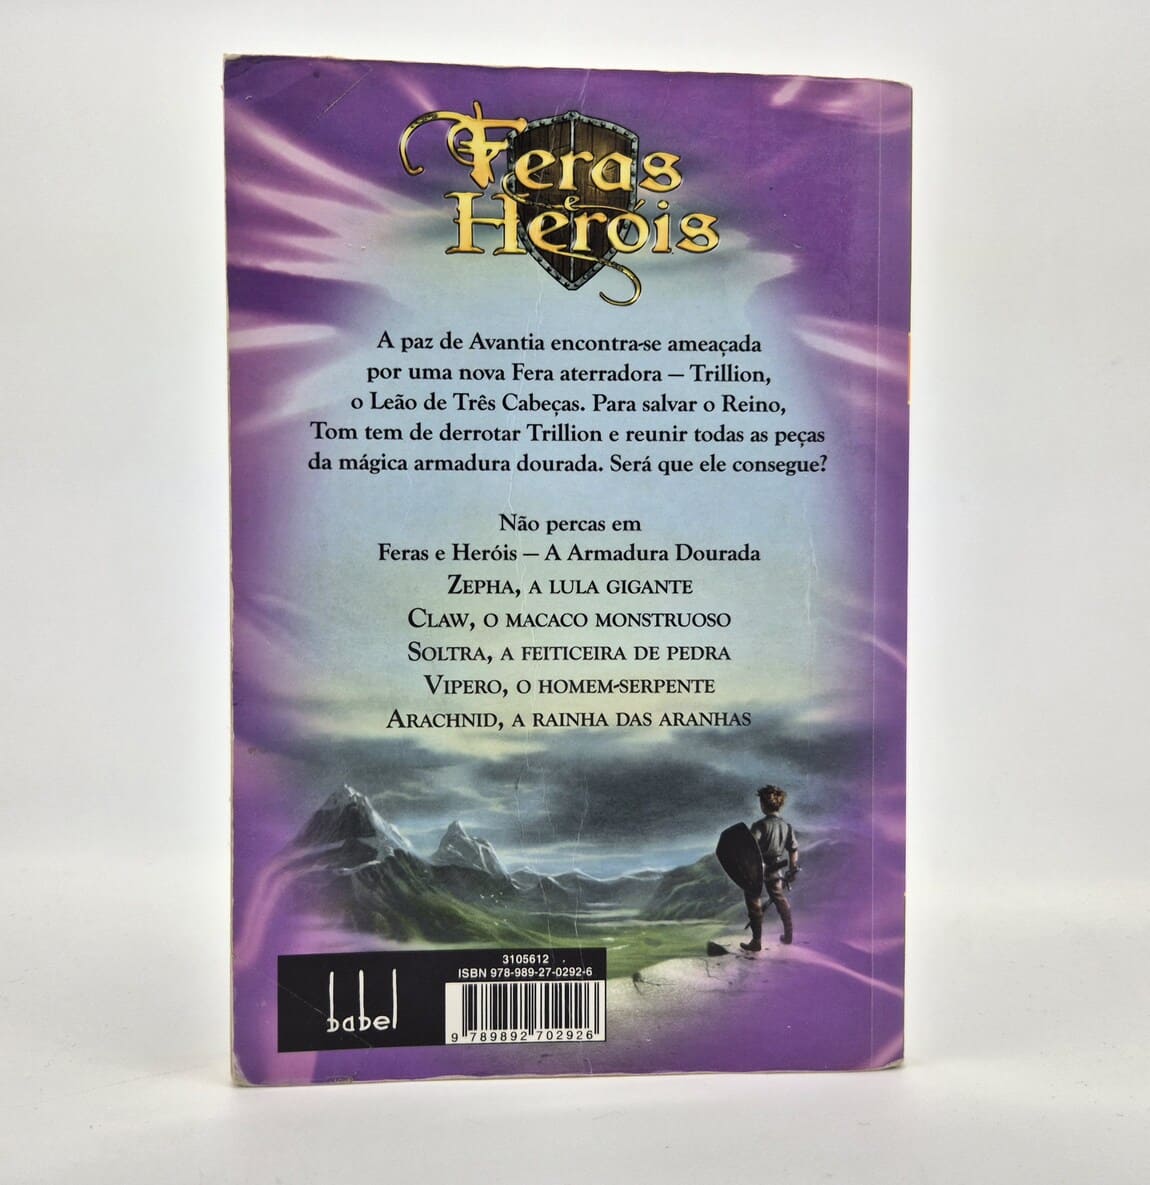 Feras
e
Heróis
A paz de Avantia encontra-se ameaçada
por uma nova Fera aterradora — Trillion,
o Leão de Três Cabeças. Para salvar o Reino,
Tom tem de derrotar Trillion e reunir todas as peças
da mágica armadura dourada. Será que ele consegue?
Não percas em
Feras e Heróis — A Armadura Dourada
ZEPHA, A LULA GIGANTE
CLAW, O MACACO MONSTRUOSO
SOLTRA, A FEITICEIRA DE PEDRA
VIPERO, O HOMEM-SERPENTE
ARACHNID, A RAINHA DAS ARANHAS
babel
3105612
ISBN 978-989-27-0292-6
9 789892 702926